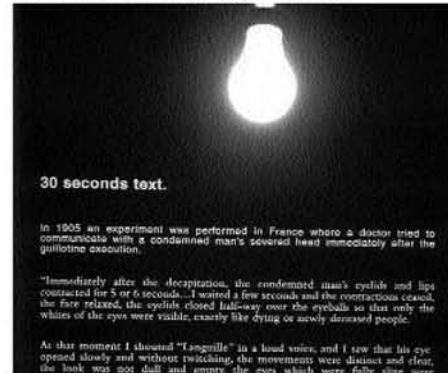 30 seconds text.
In 1905 an experiment was performed in France where a doctor tried to
communicate with a condemned man's severed head immediately after the
guillotine execution.
"Immediately after the decapitation, the condemned man's eyelids and lips
contracted for 5 or 6 seconds...I waited a few seconds and the contractions ceased,
the face relaxed, the eyelids closed half-way over the eyeballs so that only the
whites of the eyes were visible, exactly like dying or newly deceased people.
At that moment I shouted "Languille" in a loud voice, and I saw that his eyes
opened slowly and without twitching, the movements were distinct and clear,
the look was not dull and empty, the eyes which were fully alive were